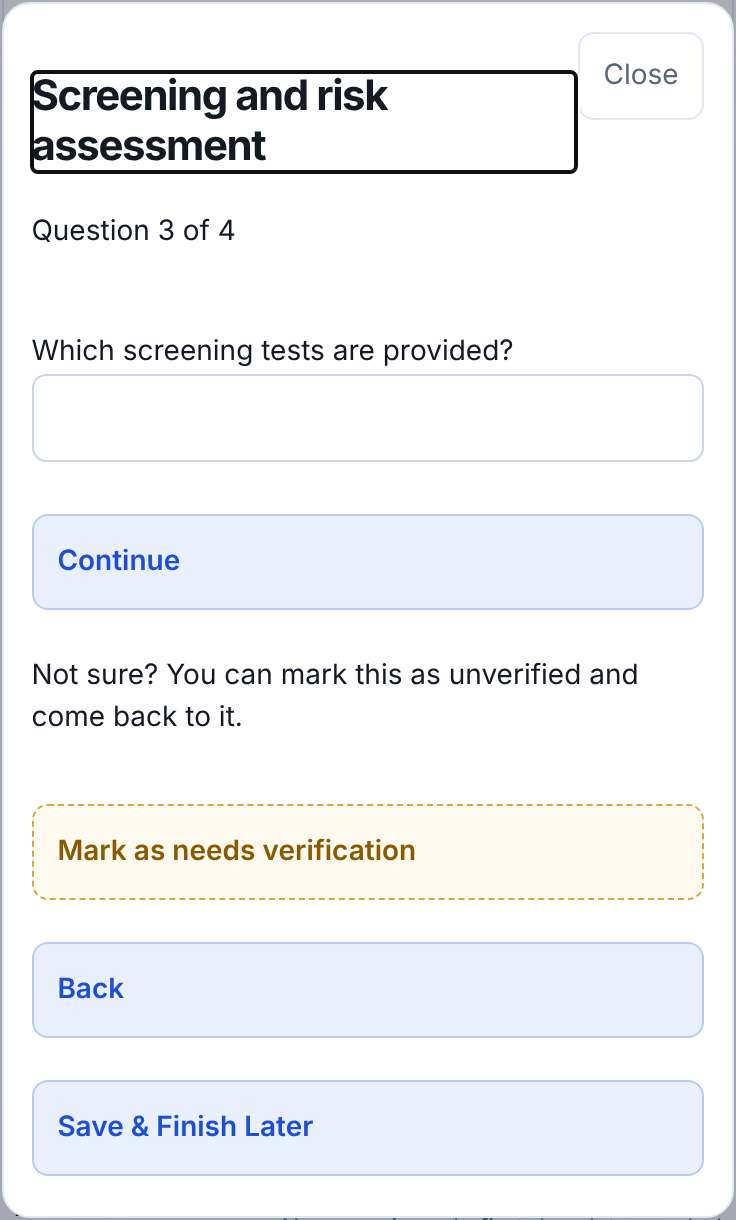 Close
Screening and risk
assessment
Question 3 of 4
Which screening tests are provided?
Continue
Not sure? You can mark this as unverified and
come back to it.
Mark as needs verification
Back
Save & Finish Later